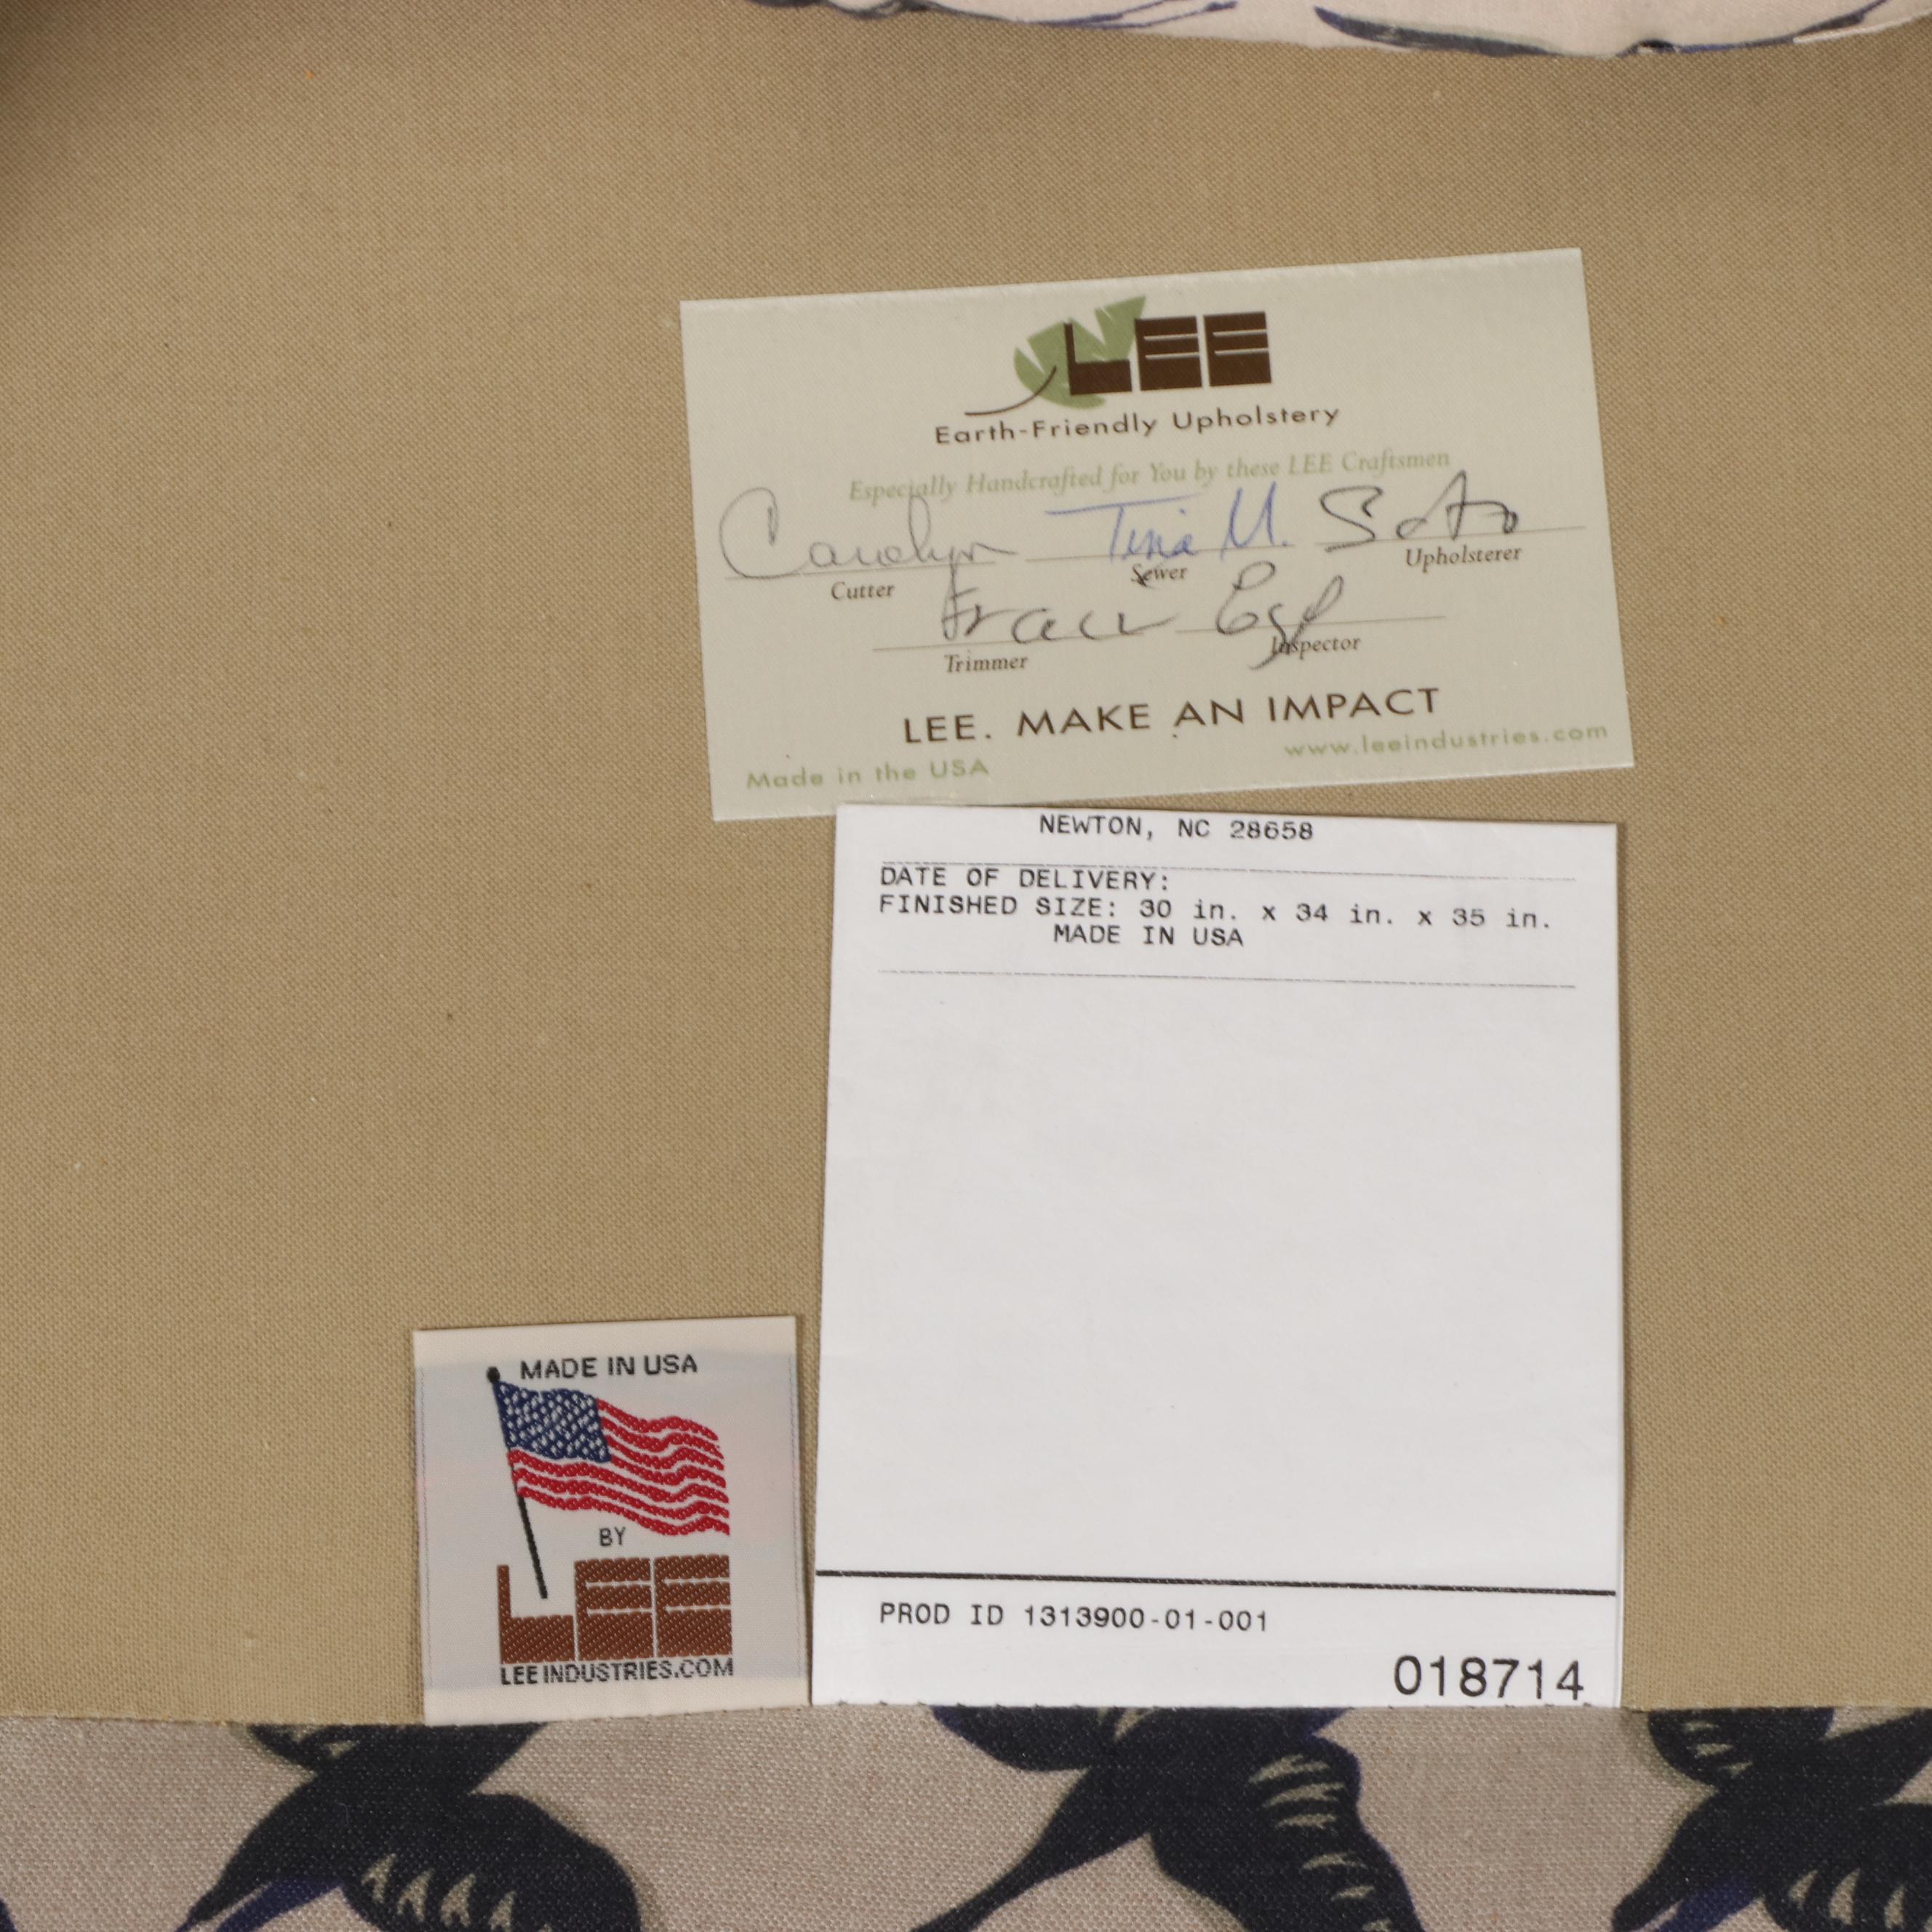 LEE
Earth-Friendly Upholstery
Especially Handcrafted for You by these LEE Craftsmen
Carolyn Tina M. Soto
Cutter Sewer Upholsterer
Trimmer Inspector
LEE. MAKE AN IMPACT
www.leeindustries.com
Made in the USA
NEWTON, NC 28658
DATE OF DELIVERY:
FINISHED SIZE: 30 in. x 34 in. x 35 in.
MADE IN USA
MADE IN USA
BY
LEE
LEEINDUSTRIES.COM
PROD ID 1313900-01-001
018714